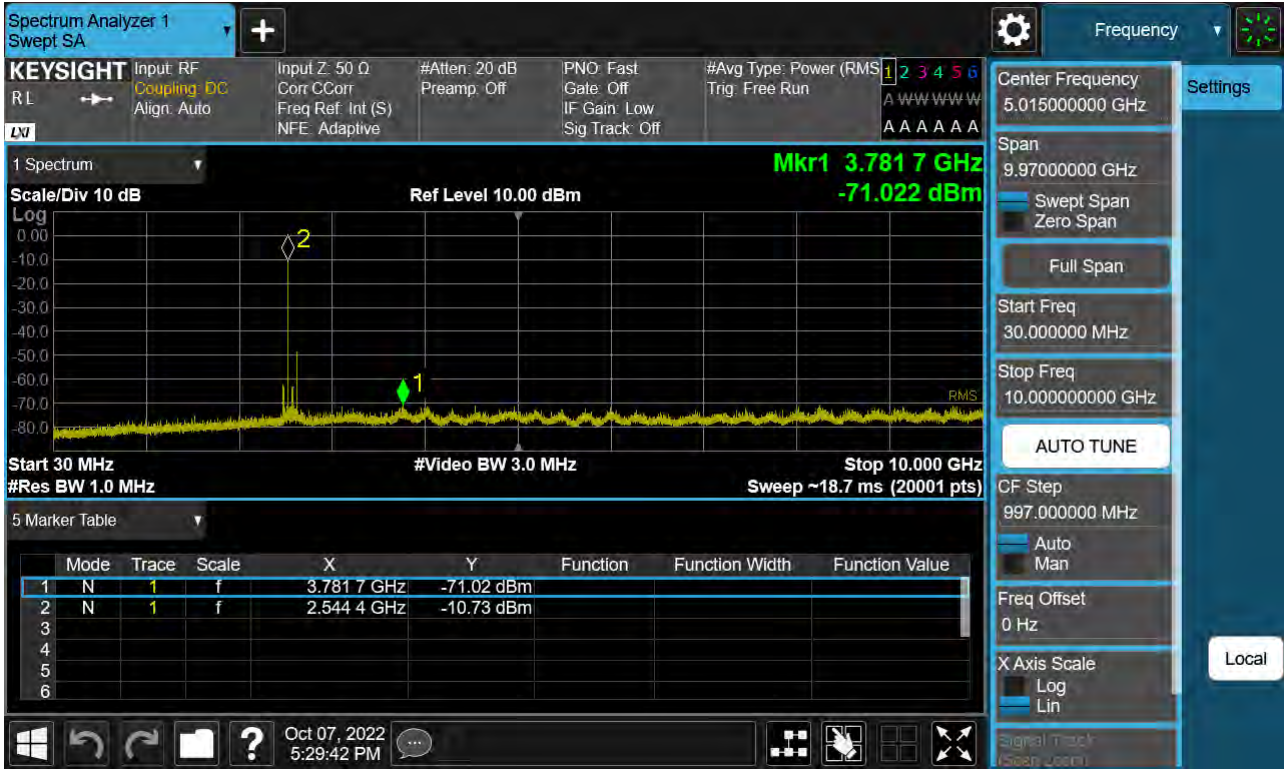 Spectrum Analyzer 1
Swept SA
Frequency
KEYSIGHT
RL
LXI
Input: RF
Coupling: DC
Align: Auto
Input Z: 50 Ω
Corr CCorr
Freq Ref: Int (S)
NFE: Adaptive
#Atten: 20 dB
Preamp: Off
PNO: Fast
Gate: Off
IF Gain: Low
Sig Track: Off
#Avg Type: Power (RMS
Trig: Free Run
1 2 3 4 5 6
A W W W W W
A A A A A A
1 Spectrum
Scale/Div 10 dB
Ref Level 10.00 dBm
Mkr1 3.781 7 GHz
-71.022 dBm
Log
0.00
-10.0
-20.0
-30.0
-40.0
-50.0
-60.0
-70.0
-80.0
2
1
RMS
Start 30 MHz
#Video BW 3.0 MHz
Stop 10.000 GHz
#Res BW 1.0 MHz
Sweep ~18.7 ms (20001 pts)
5 Marker Table
Mode Trace Scale X Y Function Function Width Function Value
1 N 1 f 3.781 7 GHz -71.02 dBm
2 N 1 f 2.544 4 GHz -10.73 dBm
3
4
5
6
Oct 07, 2022
5:29:42 PM
?
Center Frequency
5.015000000 GHz
Span
9.97000000 GHz
Swept Span
Zero Span
Full Span
Start Freq
30.000000 MHz
Stop Freq
10.000000000 GHz
AUTO TUNE
CF Step
997.000000 MHz
Auto
Man
Freq Offset
0 Hz
X Axis Scale
Log
Lin
Signal Track
(Span Zoom)
Settings
Local